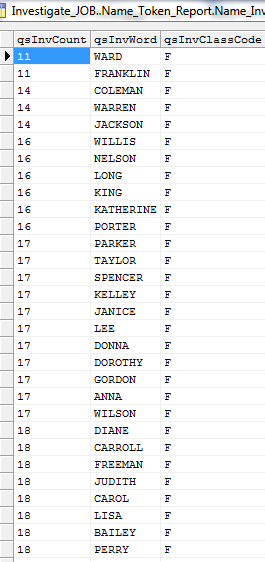 Investigate_JOB..Name_Token_Report.Name_Inv
qsInvCount qsInvWord qsInvClassCode
11 WARD F
11 FRANKLIN F
14 COLEMAN F
14 WARREN F
14 JACKSON F
16 WILLIS F
16 NELSON F
16 LONG F
16 KING F
16 KATHERINE F
16 PORTER F
17 PARKER F
17 TAYLOR F
17 SPENCER F
17 KELLEY F
17 JANICE F
17 LEE F
17 DONNA F
17 DOROTHY F
17 GORDON F
17 ANNA F
17 WILSON F
18 DIANE F
18 CARROLL F
18 FREEMAN F
18 JUDITH F
18 CAROL F
18 LISA F
18 BAILEY F
18 PERRY F